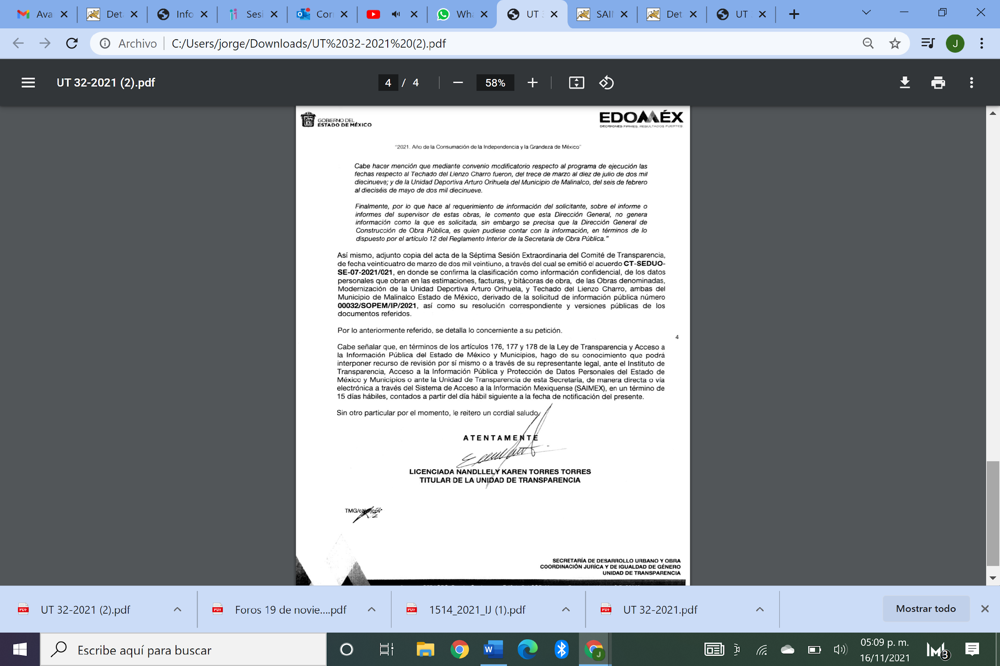 Ava
Det
Info
Sesi
Cor
Wha
UT
SAI
Det
UT
Archivo
C:/Users/jorge/Downloads/UT%2032-2021%20(2).pdf
J
UT 32-2021 (2).pdf
4 / 4
58%
GOBIERNO DEL
ESTADO DE MÉXICO
EDOMÉX
DECISIONES FIRMES, RESULTADOS FUERTES.
"2021. Año de la Consumación de la Independencia y la Grandeza de México"
Cabe hacer mención que mediante convenio modificatorio respecto al programa de ejecución las
fechas respecto al Techado del Lienzo Charro fueron, del trece de marzo al diez de julio de dos mil
diecinueve; y de la Unidad Deportiva Arturo Orihuela del Municipio de Malinalco, del seis de febrero
al dieciséis de mayo de dos mil diecinueve.
Finalmente, por lo que hace al requerimiento de información del solicitante, sobre el informe o
informes del supervisor de estas obras, le comento que esta Dirección General, no genera
información como la que es solicitada, sin embargo se precisa que la Dirección General de
Construcción de Obra Pública, es quien pudiese contar con la información, en términos de lo
dispuesto por el artículo 12 del Reglamento Interior de la Secretaría de Obra Pública."
Así mismo, adjunto copia del acta de la Séptima Sesión Extraordinaria del Comité de Transparencia,
de fecha veinticuatro de marzo de dos mil veintiuno, a través del cual se emitió el acuerdo CT-SEDUO-
SE-07-2021/021, en donde se confirma la clasificación como información confidencial, de los datos
personales que obran en las estimaciones, facturas, y bitácoras de obra, de las Obras denominadas,
Modernización de la Unidad Deportiva Arturo Orihuela, y Techado del Lienzo Charro, ambas del
Municipio de Malinalco Estado de México, derivado de la solicitud de información pública número
00032/SOPEM/IP/2021, así como su resolución correspondiente y versiones públicas de los
documentos referidos.
Por lo anteriormente referido, se detalla lo concerniente a su petición.
4
Cabe señalar que, en términos de los artículos 176, 177 y 178 de la Ley de Transparencia y Acceso a
la Información Pública del Estado de México y Municipios, hago de su conocimiento que podrá
interponer recurso de revisión por sí mismo o a través de su representante legal, ante el Instituto de
Transparencia, Acceso a la Información Pública y Protección de Datos Personales del Estado de
México y Municipios o ante la Unidad de Transparencia de esta Secretaría, de manera directa o vía
electrónica a través del Sistema de Acceso a la Información Mexiquense (SAIMEX), en un término de
15 días hábiles, contados a partir del día hábil siguiente a la fecha de notificación del presente.
Sin otro particular por el momento, le reitero un cordial saludo.
ATENTAMENTE
LICENCIADA NANDLLELY KAREN TORRES TORRES
TITULAR DE LA UNIDAD DE TRANSPARENCIA
SECRETARÍA DE DESARROLLO URBANO Y OBRA
COORDINACIÓN JURÍCA Y DE IGUALDAD DE GÉNERO
UNIDAD DE TRANSPARENCIA
UT 32-2021 (2).pdf
Foros 19 de novie....pdf
1514_2021_IJ (1).pdf
UT 32-2021.pdf
Mostrar todo
Escribe aquí para buscar
05:09 p. m.
16/11/2021
3